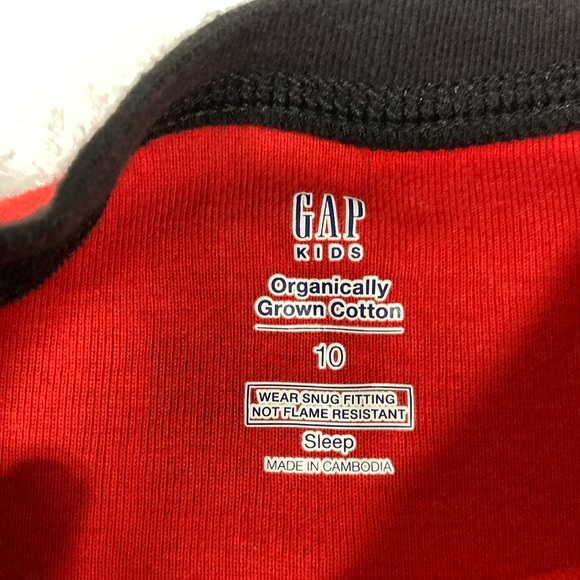 GAP
KIDS
Organically
Grown Cotton
10
WEAR SNUG FITTING
NOT FLAME RESISTANT
Sleep
MADE IN CAMBODIA